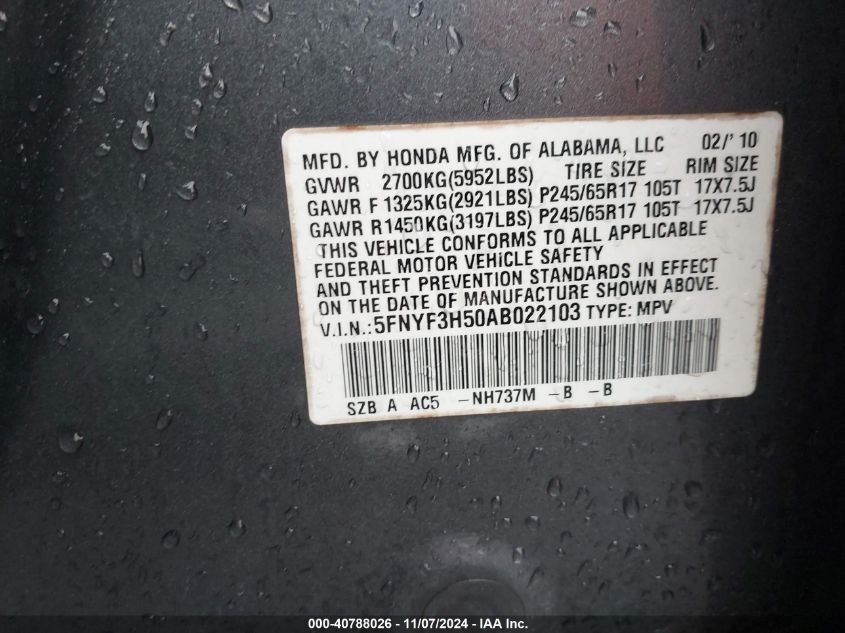 MFD. BY HONDA MFG. OF ALABAMA, LLC 02/' 10
GVWR 2700KG(5952LBS) TIRE SIZE RIM SIZE
GAWR F 1325KG(2921LBS) P245/65R17 105T 17X7.5J
GAWR R1450KG(3197LBS) P245/65R17 105T 17X7.5J
THIS VEHICLE CONFORMS TO ALL APPLICABLE
FEDERAL MOTOR VEHICLE SAFETY
AND THEFT PREVENTION STANDARDS IN EFFECT
ON THE DATE OF MANUFACTURE SHOWN ABOVE.
V.I.N.: 5FNYF3H50AB022103 TYPE: MPV
SZB A AC5 -NH737M -B -B
000-40788026 - 11/07/2024 - IAA Inc.